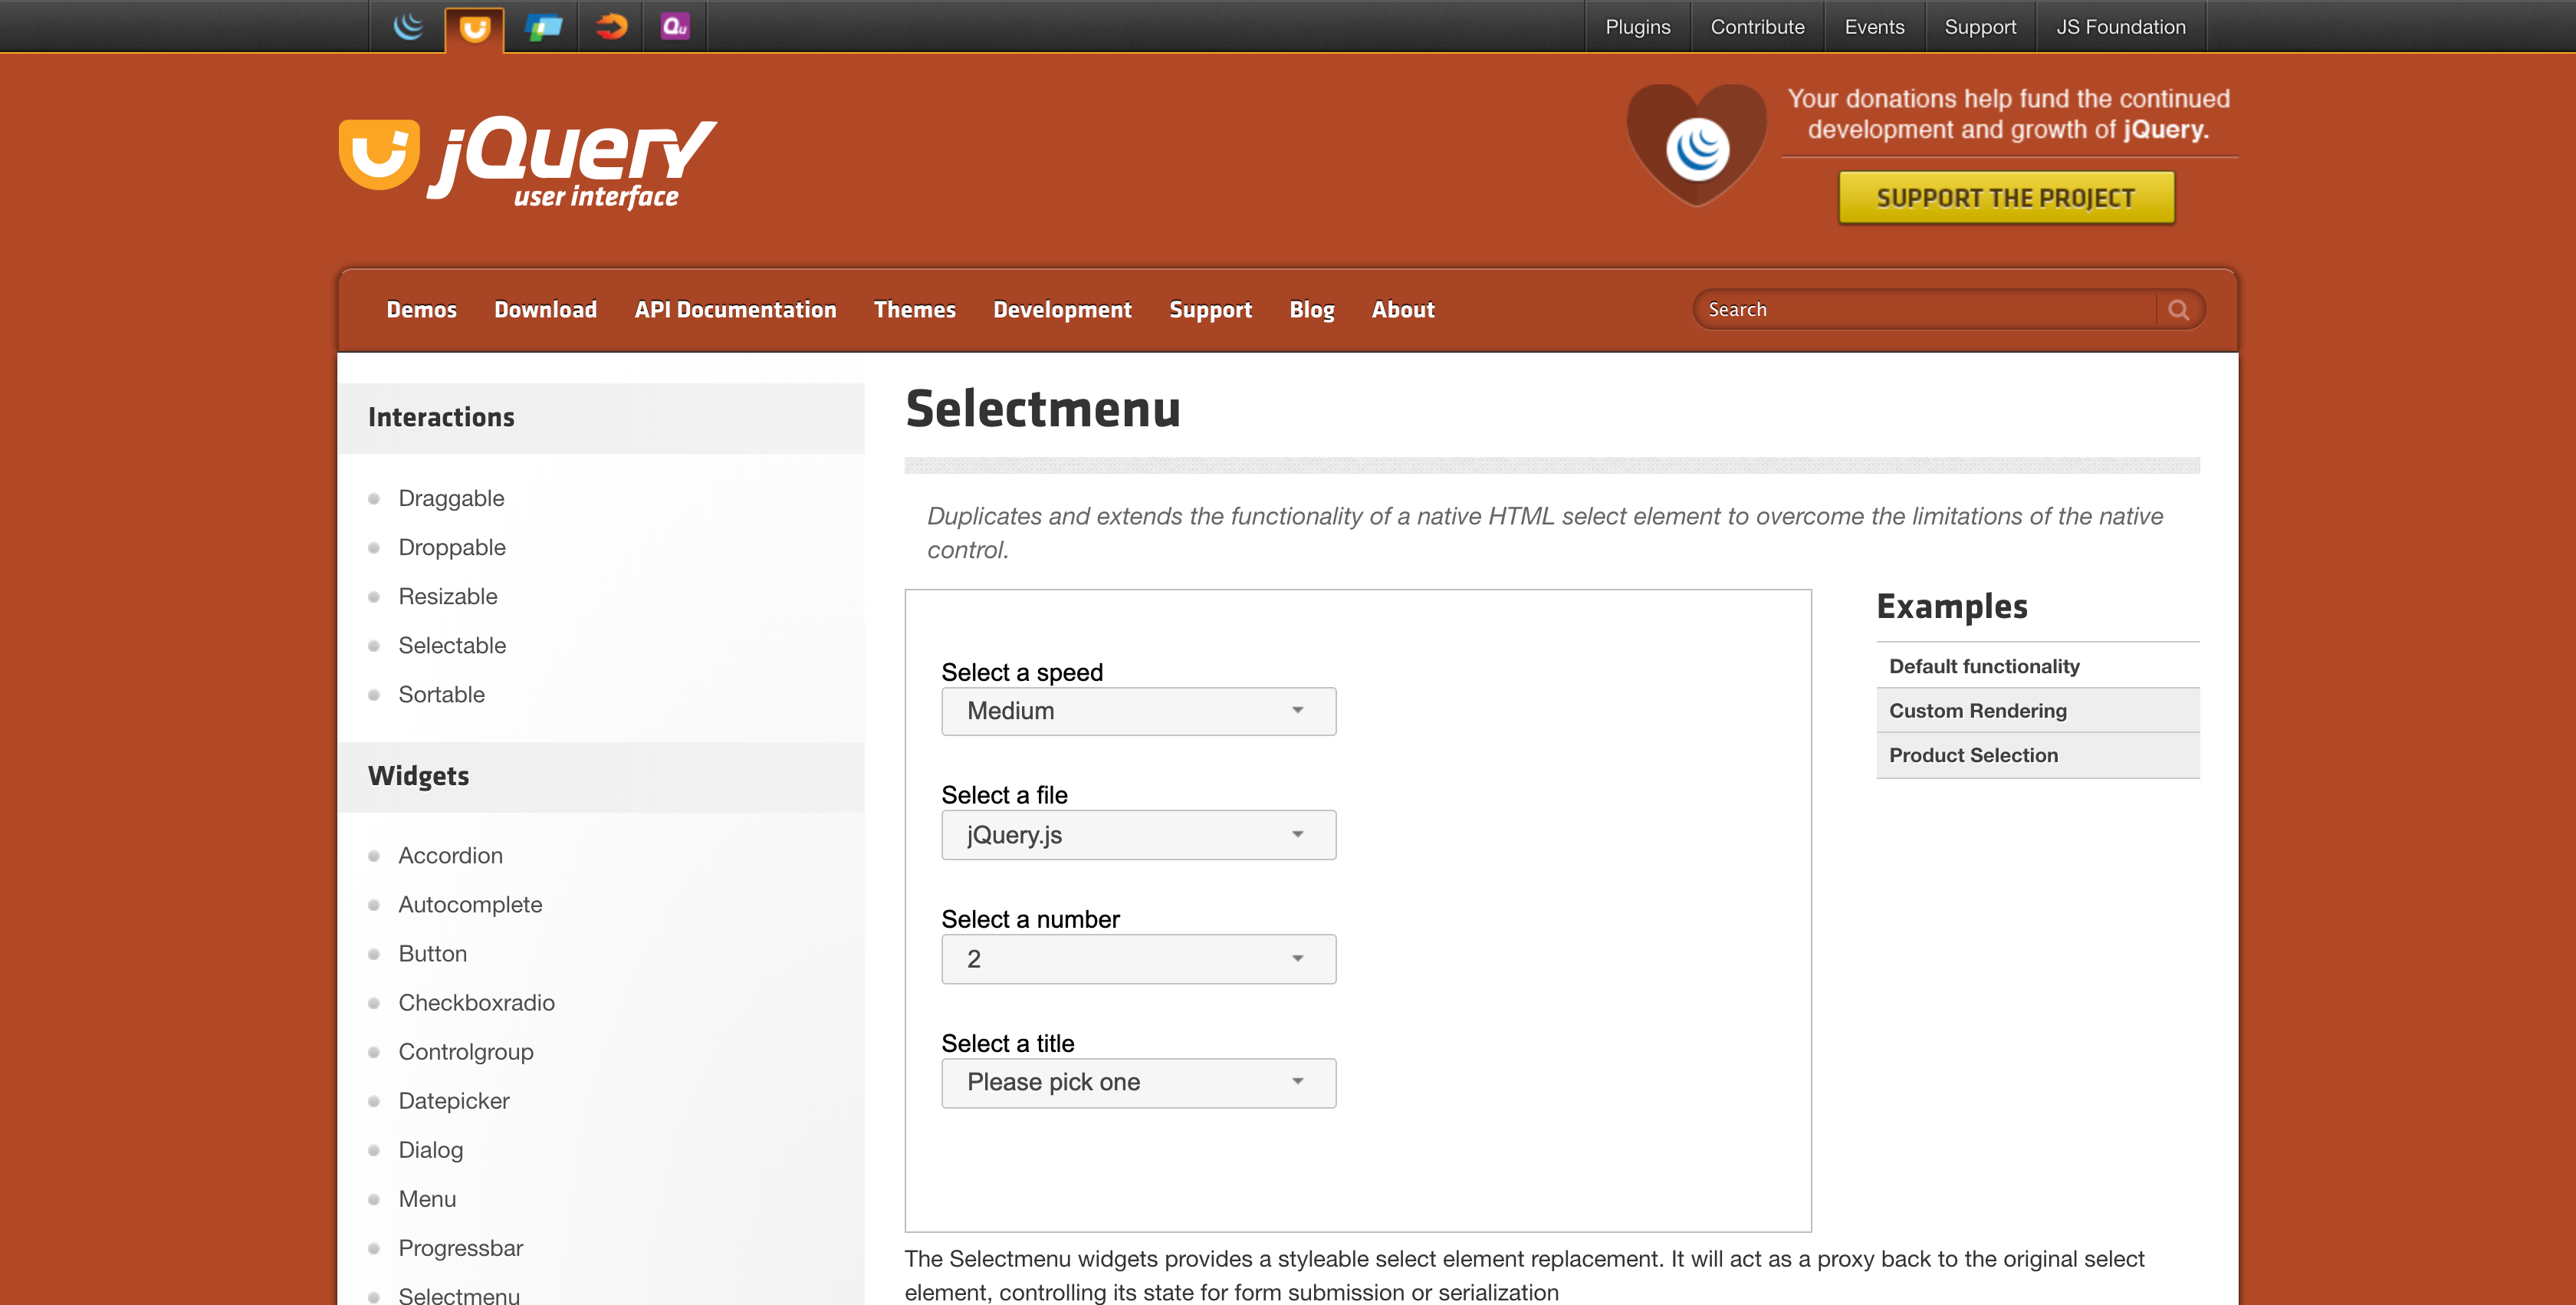 Qu
Plugins
Contribute
Events
Support
JS Foundation
jQuery
user interface
Your donations help fund the continued
development and growth of jQuery.
SUPPORT THE PROJECT
Demos
Download
API Documentation
Themes
Development
Support
Blog
About
Search
Interactions
Draggable
Droppable
Resizable
Selectable
Sortable
Widgets
Accordion
Autocomplete
Button
Checkboxradio
Controlgroup
Datepicker
Dialog
Menu
Progressbar
Selectmenu
Selectmenu
Duplicates and extends the functionality of a native HTML select element to overcome the limitations of the native
control.
Select a speed
Medium
Select a file
jQuery.js
Select a number
2
Select a title
Please pick one
Examples
Default functionality
Custom Rendering
Product Selection
The Selectmenu widgets provides a styleable select element replacement. It will act as a proxy back to the original select
element, controlling its state for form submission or serialization